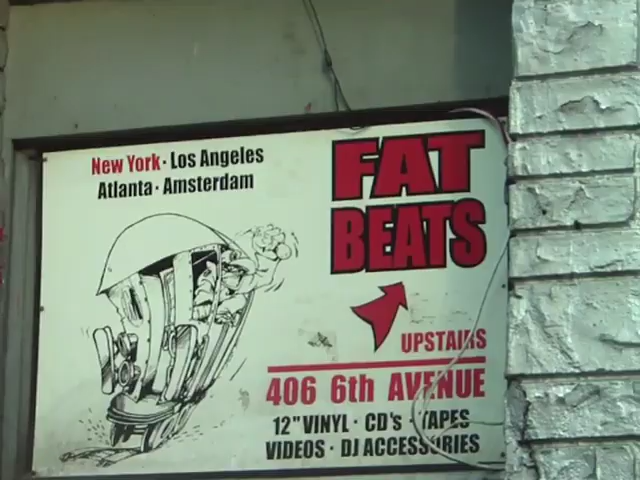 New York · Los Angeles
Atlanta · Amsterdam
FAT
BEATS
UPSTAIRS
406 6th AVENUE
12" VINYL · CD's · TAPES
VIDEOS · DJ ACCESSORIES